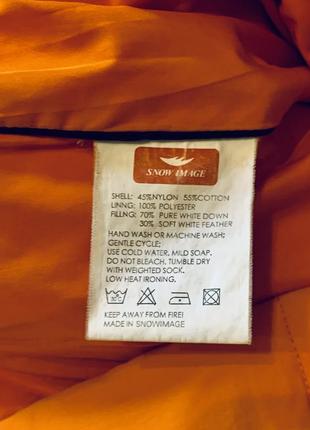 SNOW IMAGE
SHELL: 45%NYLON 55%COTTON
LINNG: 100% POLYESTER
FILLNG: 70% PURE WHITE DOWN
30% SOFT WHITE FEATHER
HAND WASH OR MACHINE WASH;
GENTLE CYCLE;
USE COLD WATER, MILD SOAP.
DO NOT BLEACH. TUMBLE DRY
WITH WEIGHTED SOCK.
LOW HEAT IRONING.
KEEP AWAY FROM FIRE!
MADE IN SNOWIMAGE